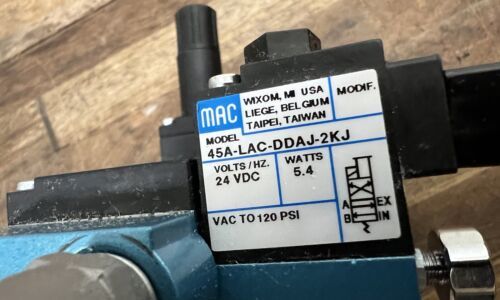 MAC
WIXOM, MI USA
LIEGE, BELGIUM
TAIPEI, TAIWAN
MODIF.
MODEL
45A-LAC-DDAJ-2KJ
VOLTS / HZ.
24 VDC
WATTS
5.4
A EX
B IN
VAC TO 120 PSI